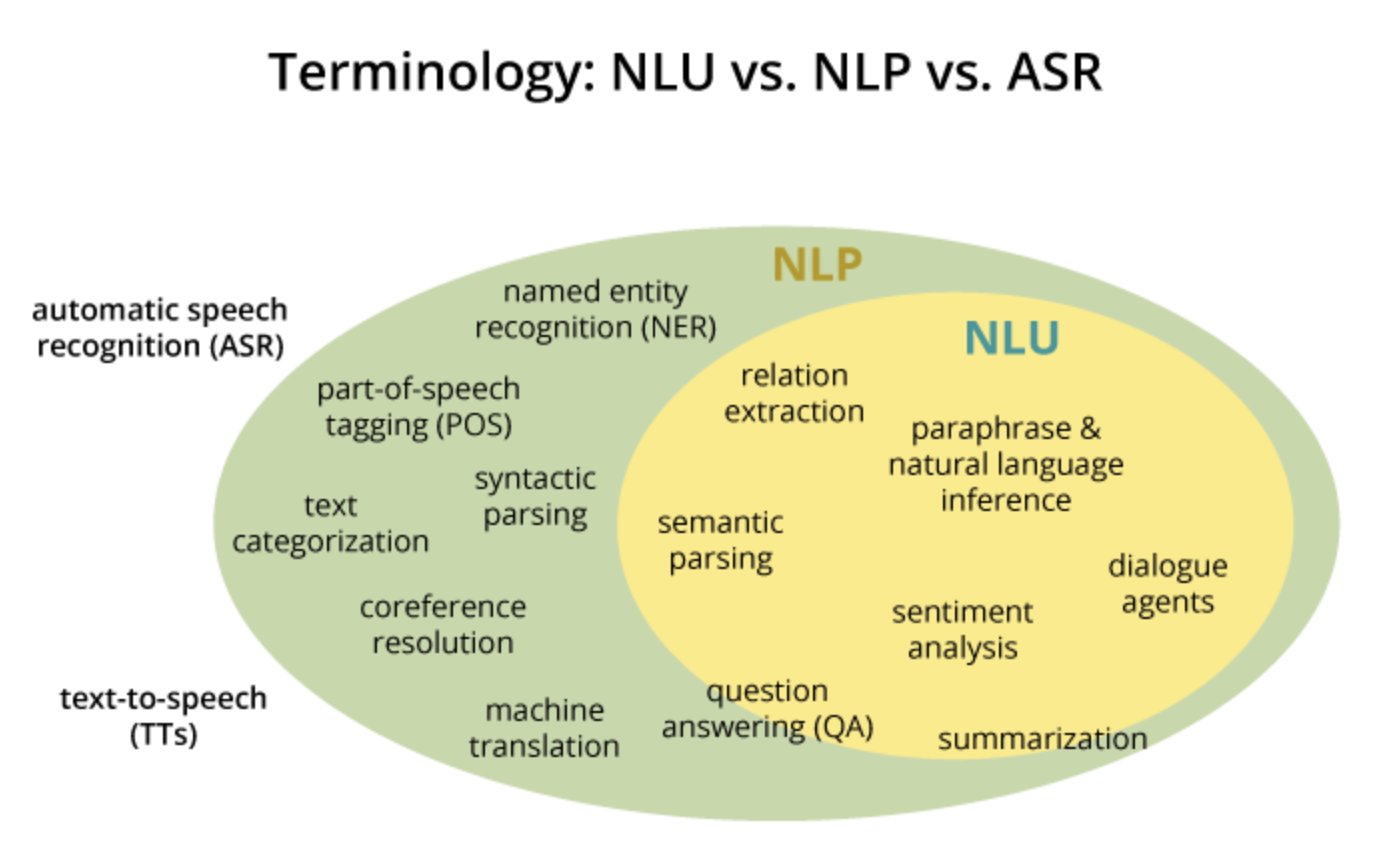 Terminology: NLU vs. NLP vs. ASR
NLP
named entity
recognition (NER)
automatic speech
recognition (ASR)
NLU
relation
extraction
part-of-speech
tagging (POS)
paraphrase &
natural language
inference
syntactic
parsing
text
categorization
semantic
parsing
dialogue
agents
coreference
resolution
sentiment
analysis
text-to-speech
(TTs)
question
answering (QA)
machine
translation
summarization